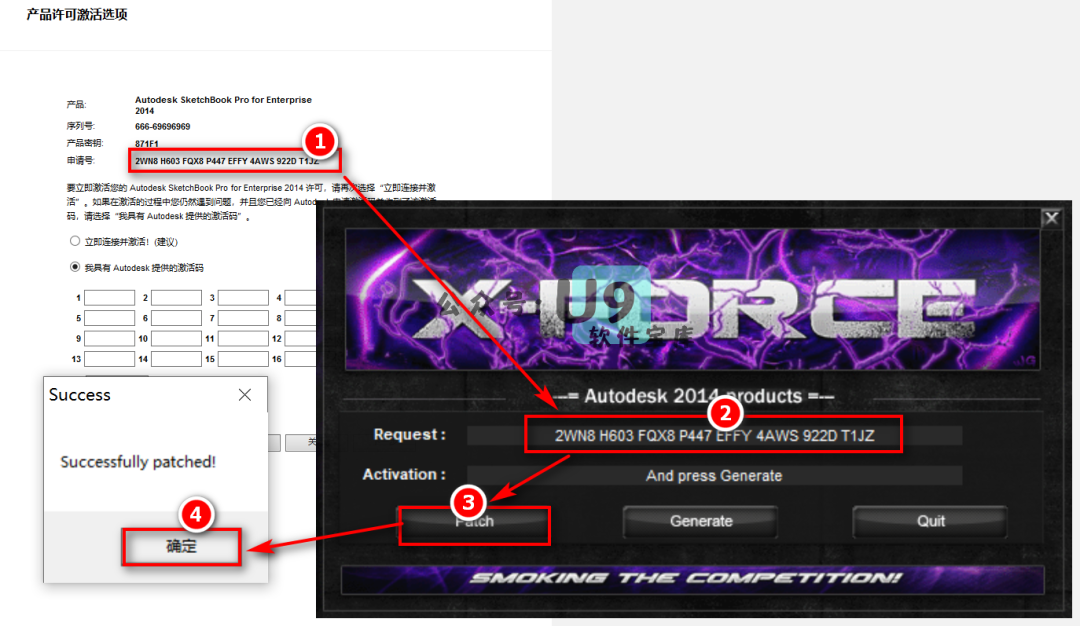 产品许可激活选项
产品: Autodesk SketchBook Pro for Enterprise
2014
序列号: 666-69696969
产品密钥: 871F1
申请号: 2WN8 H603 FQX8 P447 EFFY 4AWS 922D T1JZ
1
要立即激活您的 Autodesk SketchBook Pro for Enterprise 2014 许可，请再次选择“立即连接并激
活”。如果在激活的过程中您仍然遇到问题，并且您已经向 Autodesk
码，请选择“我具有 Autodesk 提供的激活码”。
立即连接并激活！(建议)
我具有 Autodesk 提供的激活码
1 2 3 4
5 6 7 8
9 10 11 12
13 14 15 16
关
X-FORCE
公众号·U9
软件宝库
--= Autodesk 2014 products =--
2
Request : 2WN8 H603 FQX8 P447 EFFY 4AWS 922D T1JZ
Activation : And press Generate
3
Patch Generate Quit
SMOKING THE COMPETITION!
Success
Successfully patched!
4
确定